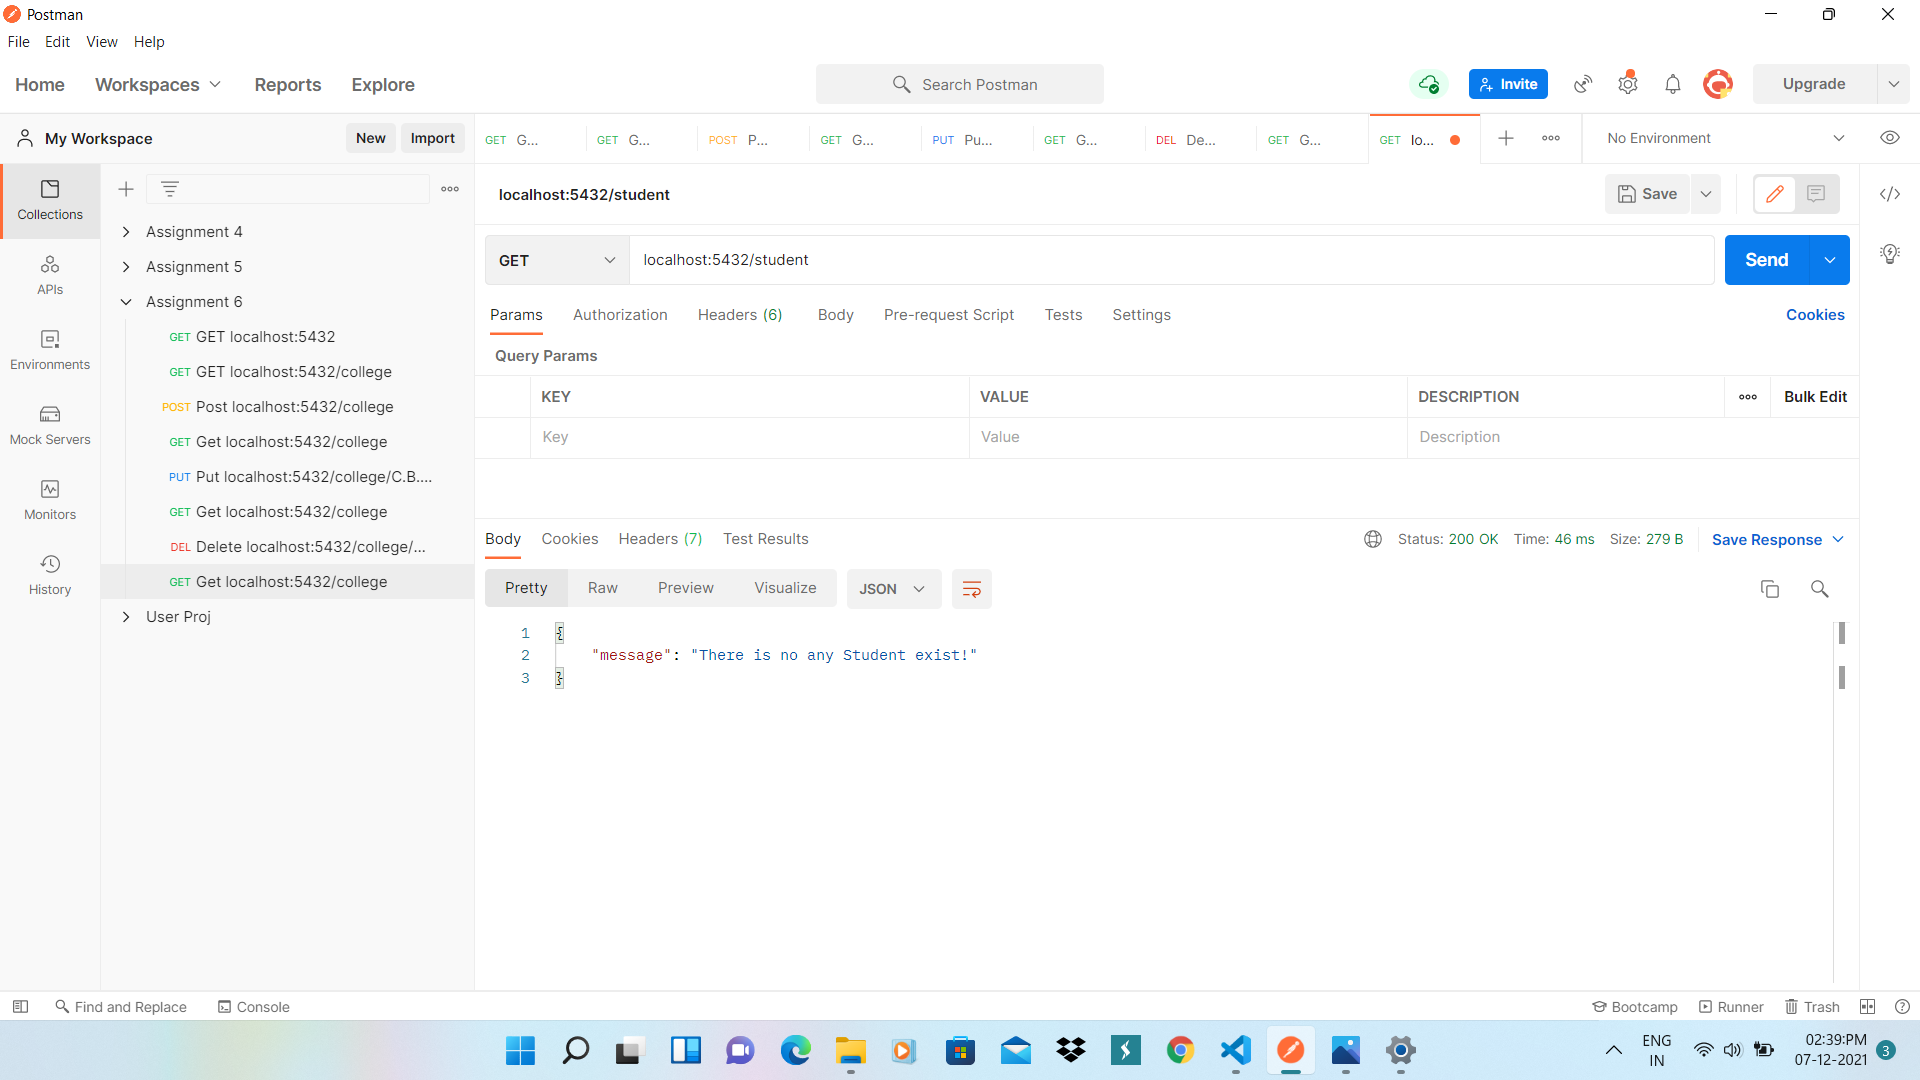 Postman
File Edit View Help
Home Workspaces Reports Explore
Search Postman
Invite
Upgrade
My Workspace
New Import
GET G...
GET G...
POST P...
GET G...
PUT Pu...
GET G...
DEL De...
GET G...
GET lo...
No Environment
Collections
APIs
Environments
Mock Servers
Monitors
History
Assignment 4
Assignment 5
Assignment 6
GET GET localhost:5432
GET GET localhost:5432/college
POST Post localhost:5432/college
GET Get localhost:5432/college
PUT Put localhost:5432/college/C.B....
GET Get localhost:5432/college
DEL Delete localhost:5432/college/...
GET Get localhost:5432/college
User Proj
localhost:5432/student
Save
GET localhost:5432/student
Send
Params Authorization Headers (6) Body Pre-request Script Tests Settings
Cookies
Query Params
KEY VALUE DESCRIPTION
Bulk Edit
Key Value Description
Body Cookies Headers (7) Test Results
Status: 200 OK Time: 46 ms Size: 279 B
Save Response
Pretty Raw Preview Visualize
JSON
1 {
2 "message": "There is no any Student exist!"
3 }
Find and Replace Console
Bootcamp Runner Trash
ENG
IN
02:39:PM
07-12-2021
3